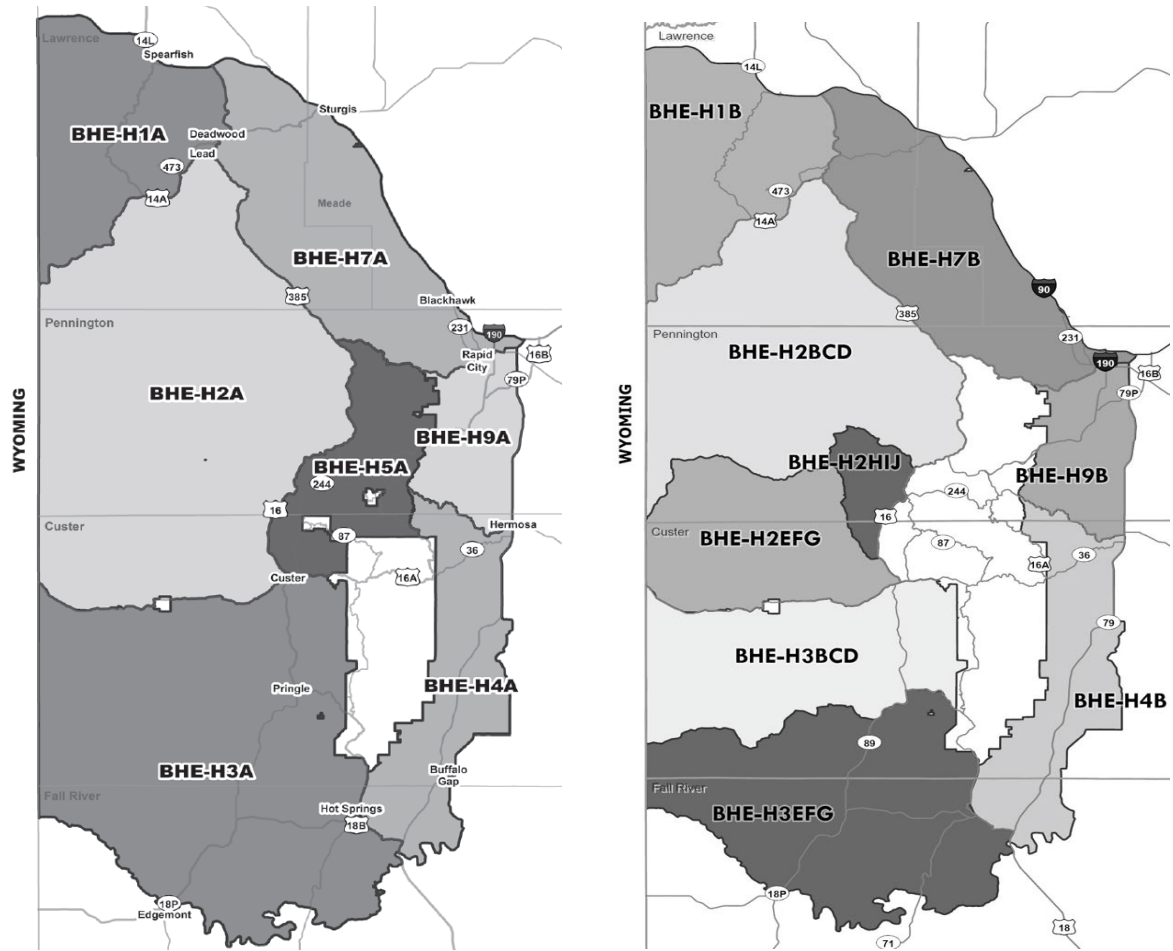 Lawrence
14L
Spearfish
Sturgis
BHE-H1A
Deadwood
Lead
473
14A
Meade
BHE-H7A
385
Blackhawk
Pennington
231
190
Rapid
City
16B
79P
WYOMING
BHE-H2A
BHE-H9A
BHE-H5A
244
16
Custer
Hermosa
87
36
Custer
16A
Pringle
BHE-H4A
BHE-H3A
Buffalo
Gap
Fall River
Hot Springs
18B
18P
Edgemont
Lawrence
14L
BHE-H1B
473
14A
BHE-H7B
90
385
Pennington
231
BHE-H2BCD
190
16B
79P
WYOMING
BHE-H2HIJ
BHE-H9B
244
16
Custer
BHE-H2EFG
87
36
16A
79
BHE-H3BCD
BHE-H4B
89
Fall River
BHE-H3EFG
18P
18
71